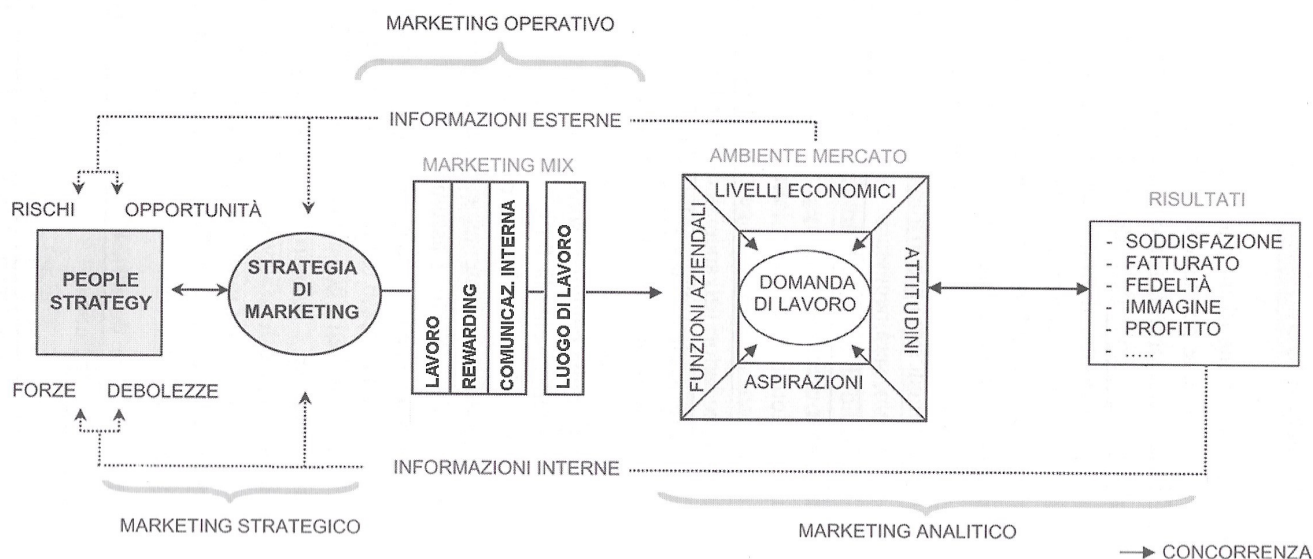 MARKETING OPERATIVO
INFORMAZIONI ESTERNE
MARKETING MIX
AMBIENTE MERCATO
RISCHI
OPPORTUNITÀ
PEOPLE
STRATEGY
STRATEGIA
DI
MARKETING
LAVORO
REWARDING
COMUNICAZ. INTERNA
LUOGO DI LAVORO
LIVELLI ECONOMICI
FUNZIONI AZIENDALI
DOMANDA
DI LAVORO
ATTITUDINI
ASPIRAZIONI
RISULTATI
- SODDISFAZIONE
- FATTURATO
- FEDELTÀ
- IMMAGINE
- PROFITTO
- .....
FORZE
DEBOLEZZE
INFORMAZIONI INTERNE
MARKETING STRATEGICO
MARKETING ANALITICO
CONCORRENZA